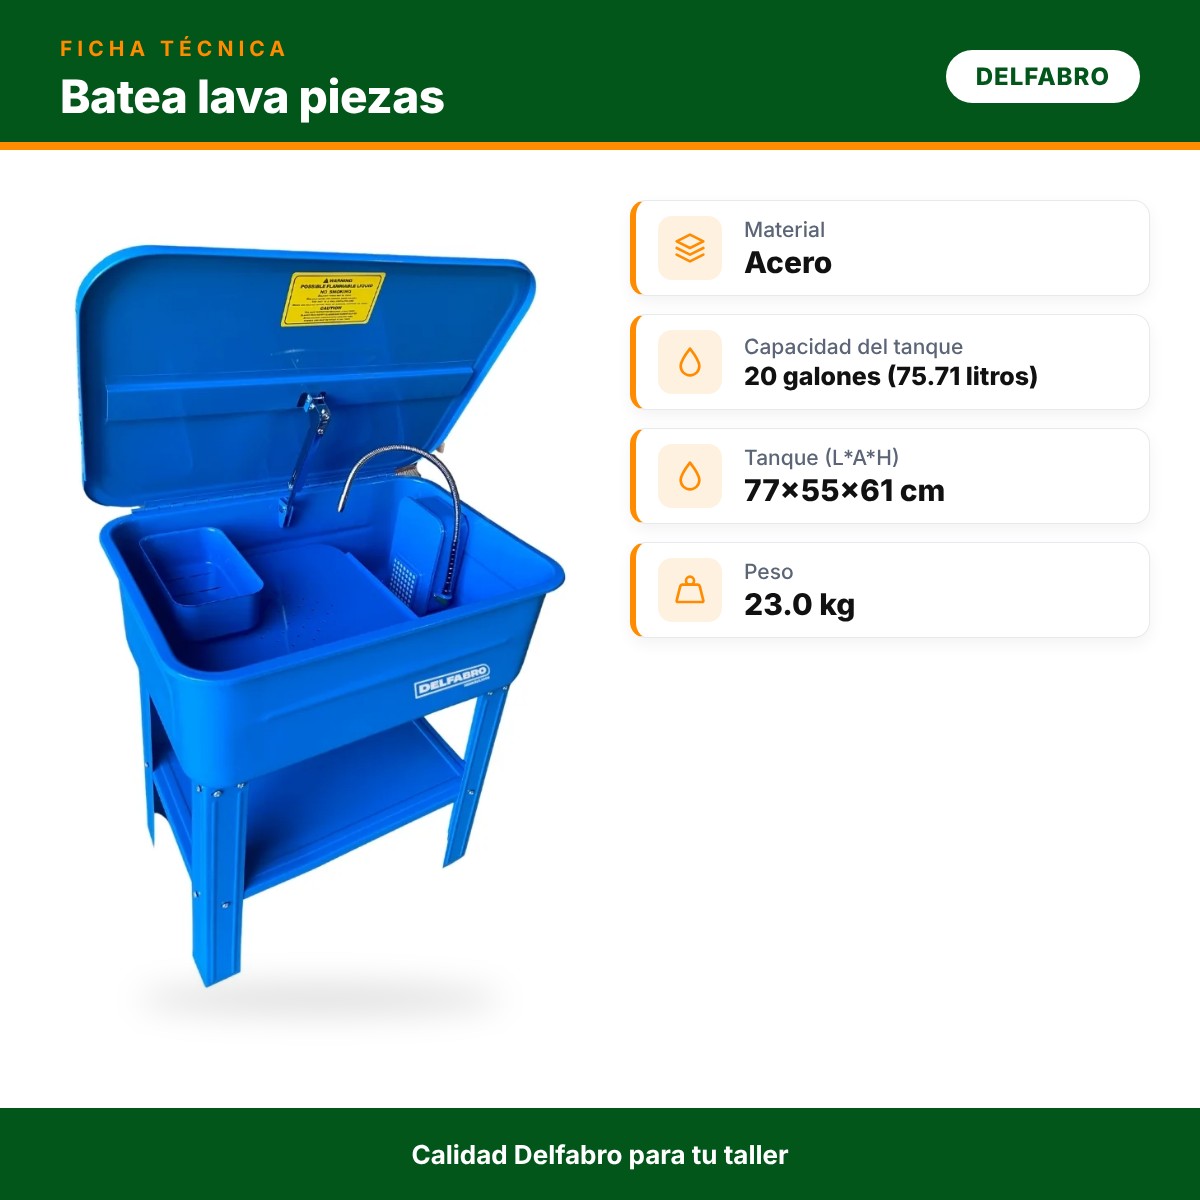 FICHA TÉCNICA
Batea lava piezas
DELFABRO
WARNING
POSSIBLE FLAMMABLE LIQUID
NO SMOKING
CAUTION
Material
Acero
Capacidad del tanque
20 galones (75.71 litros)
Tanque (L*A*H)
77×55×61 cm
Peso
23.0 kg
DELFABRO
Calidad Delfabro para tu taller